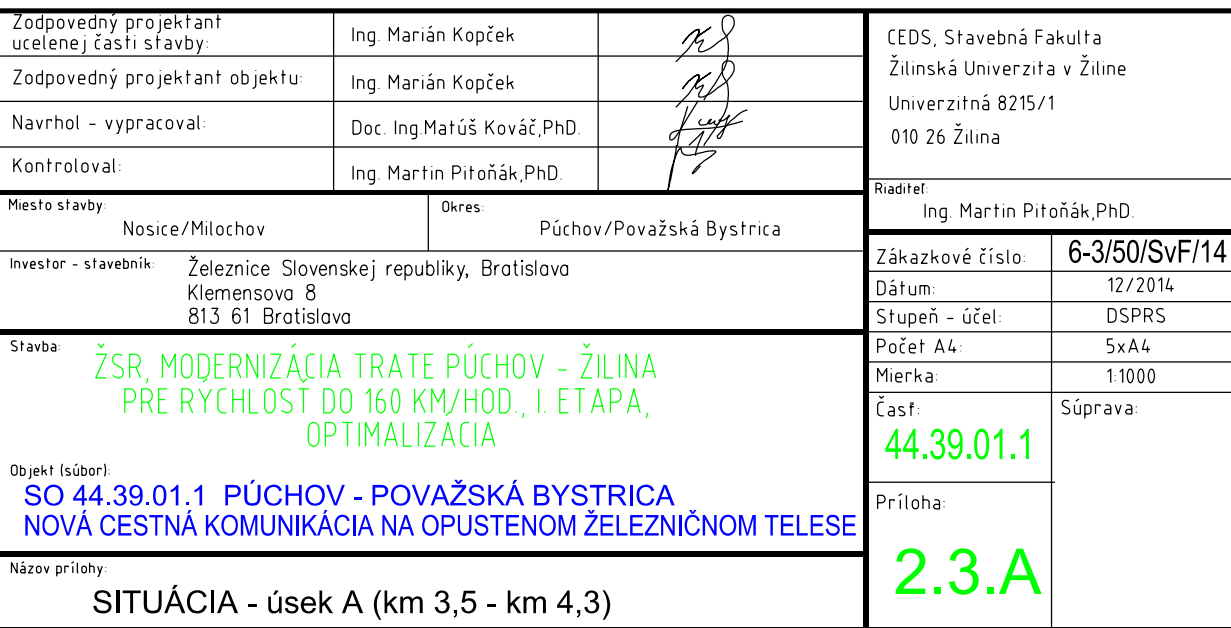 Zodpovedný projektant
ucelenej časti stavby:
Ing. Marián Kopček
Zodpovedný projektant objektu:
Ing. Marián Kopček
Navrhol - vypracoval:
Doc. Ing.Matúš Kováč,PhD.
Kontroloval:
Ing. Martin Pitoňák,PhD.
CEDS, Stavebná Fakulta
Žilinská Univerzita v Žiline
Univerzitná 8215/1
010 26 Žilina
Riaditeľ:
Ing. Martin Pitoňák,PhD.
Miesto stavby:
Nosice/Milochov
Okres:
Púchov/Považská Bystrica
Investor - stavebník:
Železnice Slovenskej republiky, Bratislava
Klemensova 8
813 61 Bratislava
Zákazkové číslo: 6-3/50/SvF/14
Dátum: 12/2014
Stupeň - účel: DSPRS
Počet A4: 5xA4
Mierka: 1:1000
Stavba:
ŽSR, MODERNIZÁCIA TRATE PÚCHOV - ŽILINA
PRE RÝCHLOSŤ DO 160 KM/HOD., I. ETAPA,
OPTIMALIZÁCIA
Objekt (súbor):
SO 44.39.01.1 PÚCHOV - POVAŽSKÁ BYSTRICA
NOVÁ CESTNÁ KOMUNIKÁCIA NA OPUSTENOM ŽELEZNIČNOM TELESE
Časť:
44.39.01.1
Súprava:
Príloha:
2.3.A
Názov prílohy:
SITUÁCIA - úsek A (km 3,5 - km 4,3)